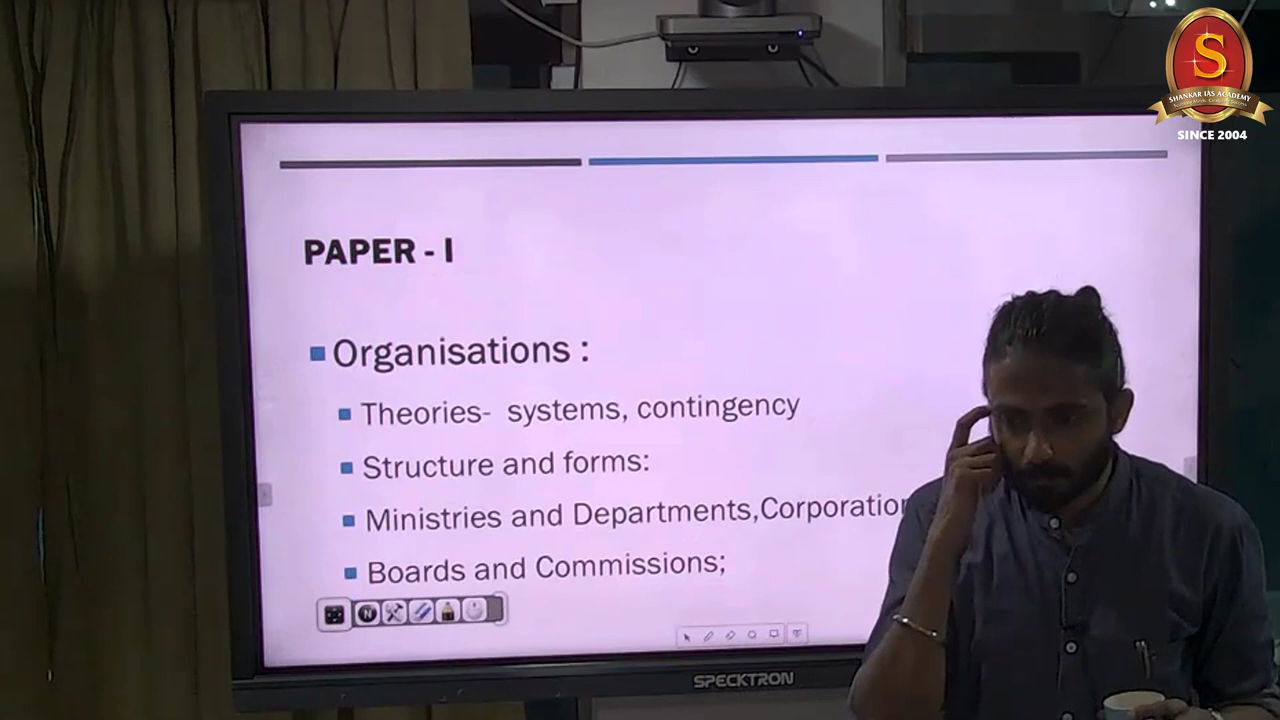 S
SHANKAR IAS ACADEMY
SINCE 2004
PAPER - I
Organisations :
Theories- systems, contingency
Structure and forms:
Ministries and Departments,Corporation
Boards and Commissions;
N
SPECKTRON